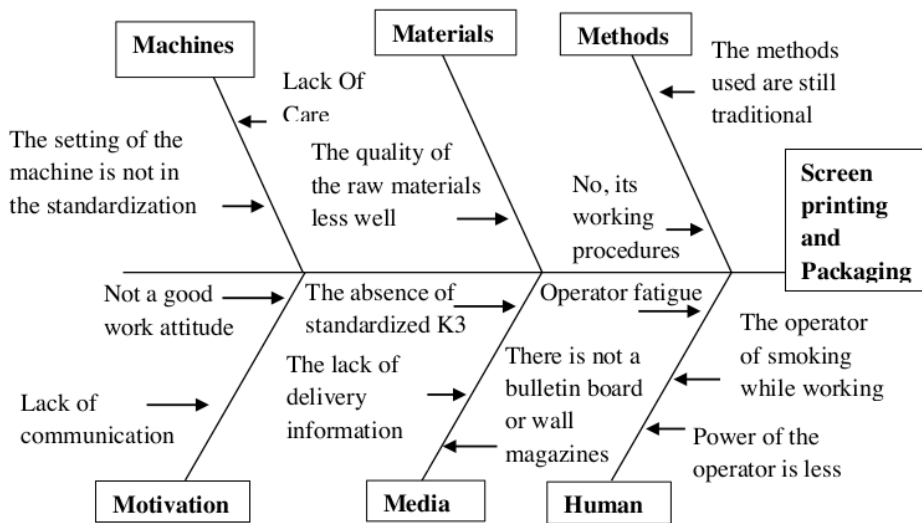 Machines
Materials
Methods
Lack Of
Care
The methods
used are still
traditional
The setting of the
machine is not in
the standardization
The quality of
the raw materials
less well
No, its
working
procedures
Screen
printing
and
Packaging
Not a good
work attitude
The absence of
standardized K3
Operator fatigue
The operator
of smoking
while working
The lack of
delivery
information
There is not a
bulletin board
or wall
magazines
Lack of
communication
Power of the
operator is less
Motivation
Media
Human